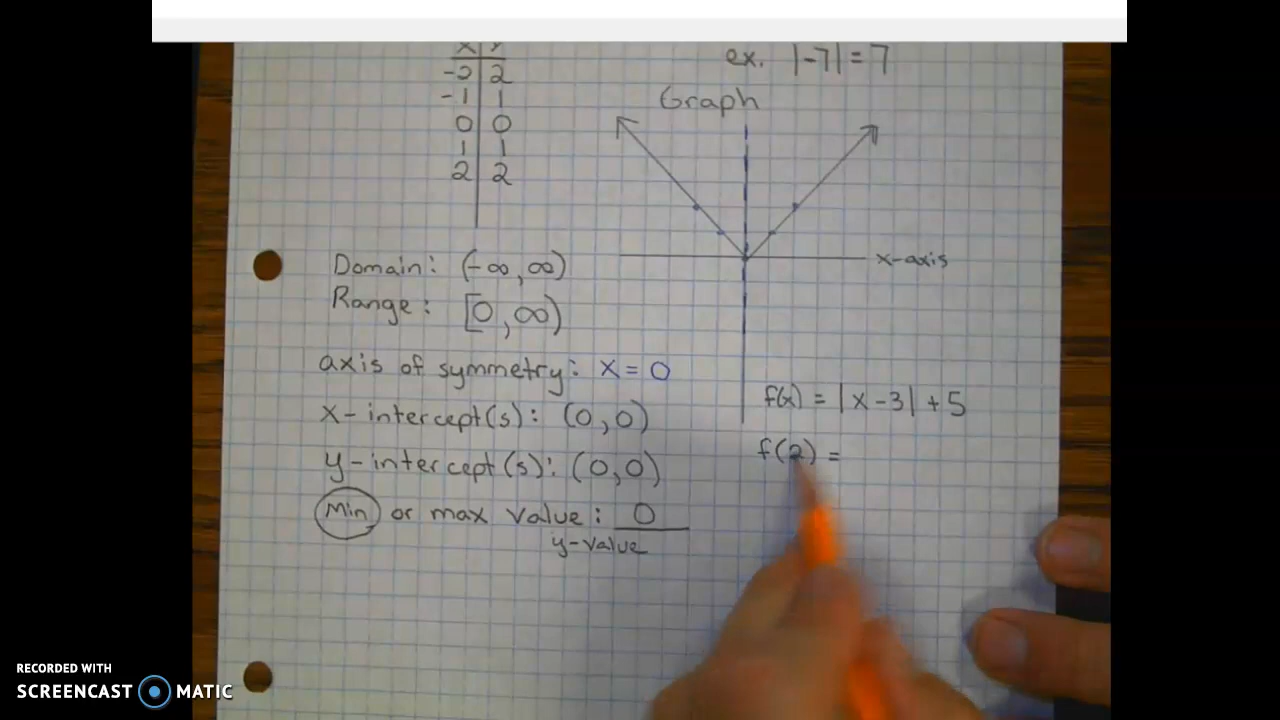 x y
-2 2
-1 1
0 0
1 1
2 2
ex. |-7| = 7
Graph
x-axis
Domain: (-∞, ∞)
Range: [0, ∞)
axis of symmetry: x = 0
x-intercept(s): (0,0)
y-intercept(s): (0,0)
Min or max value: 0
y-value
f(x) = |x-3| + 5
f(2) =
RECORDED WITH
SCREENCAST MATIC